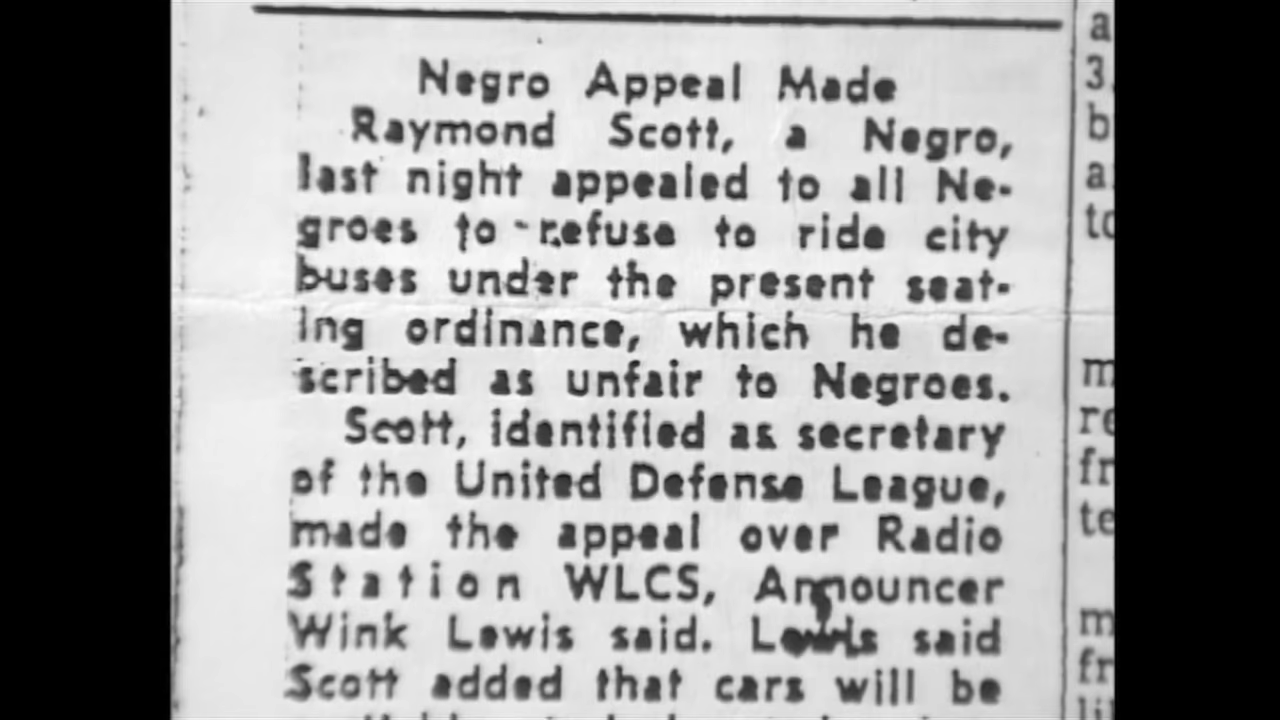 Negro Appeal Made
Raymond Scott, a Negro,
last night appealed to all Ne-
groes to refuse to ride city
buses under the present seat-
ing ordinance, which he de-
scribed as unfair to Negroes.
Scott, identified as secretary
of the United Defense League,
made the appeal over Radio
Station WLCS, Announcer
Wink Lewis said. Lewis said
Scott added that cars will be